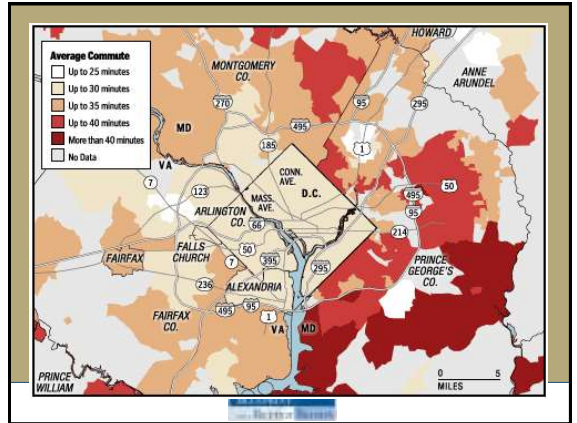 Average Commute
Up to 25 minutes
Up to 30 minutes
Up to 35 minutes
Up to 40 minutes
More than 40 minutes
No Data
HOWARD
MONTGOMERY
CO.
ANNE
ARUNDEL
270
95
295
MD
495
1
185
VA
7
CONN.
AVE.
50
123
MASS.
AVE.
D.C.
495
95
ARLINGTON
CO.
66
214
FALLS
CHURCH
50
395
FAIRFAX
7
295
PRINCE
GEORGE'S
CO.
236
ALEXANDRIA
FAIRFAX
CO.
495
95
1
VA
MD
PRINCE
WILLIAM
0 5
MILES